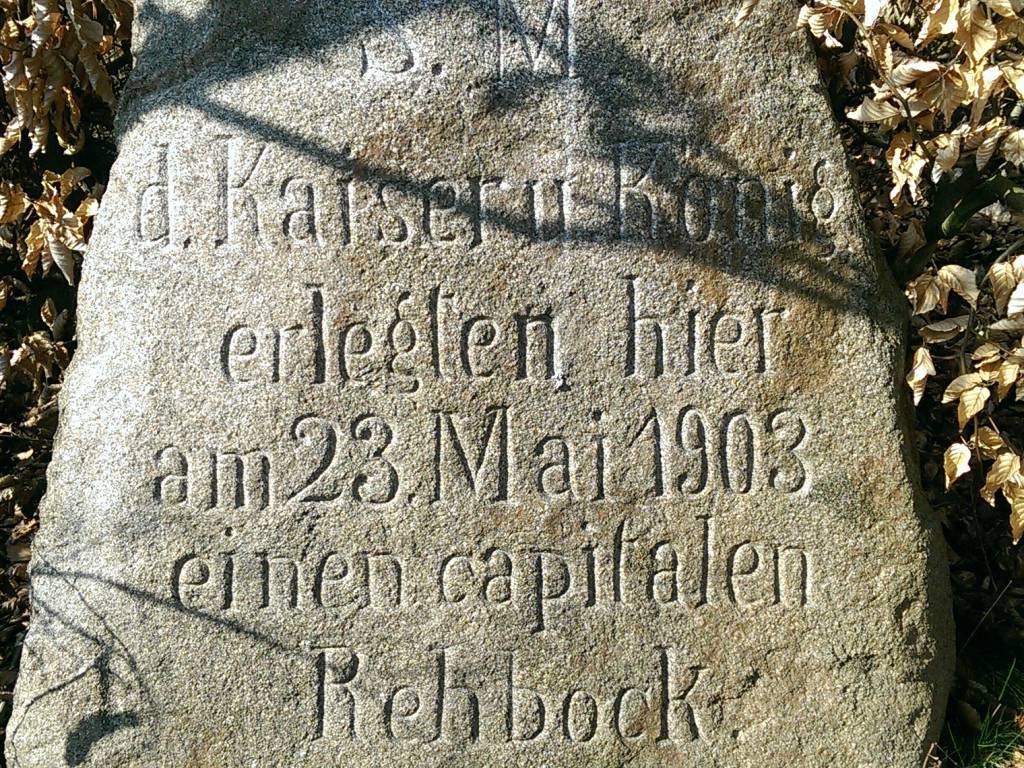 S. M
d. Kaiser u. König
erlegten hier
am 23. Mai 1903
einen capitalen
Rehbock.